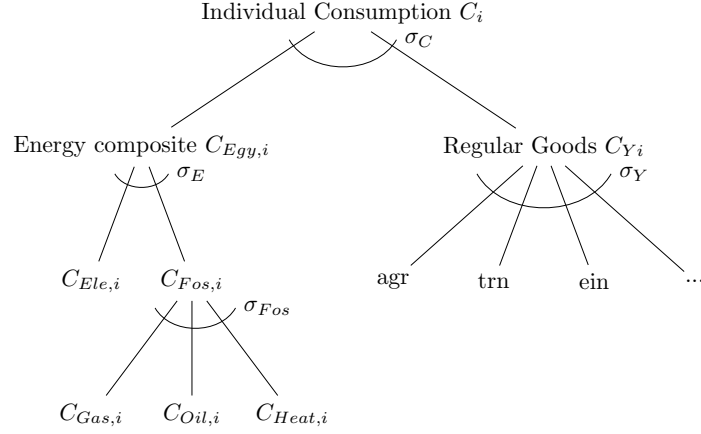 Individual Consumption C_i
σ_C
Energy composite C_{Egy,i}
Regular Goods C_{Yi}
σ_E
σ_Y
C_{Ele,i} C_{Fos,i} agr trn ein ...
σ_{Fos}
C_{Gas,i} C_{Oil,i} C_{Heat,i}